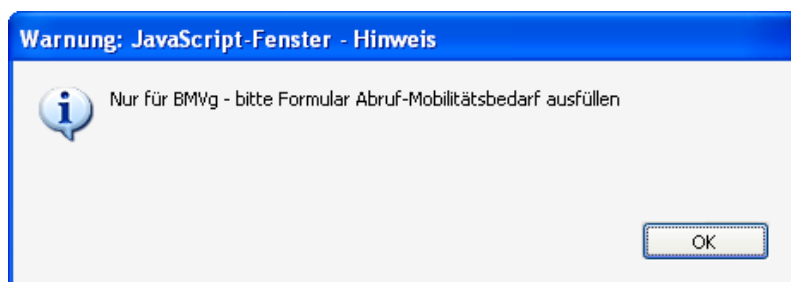 Warnung: JavaScript-Fenster - Hinweis
Nur für BMVg - bitte Formular Abruf-Mobilitätsbedarf ausfüllen
OK